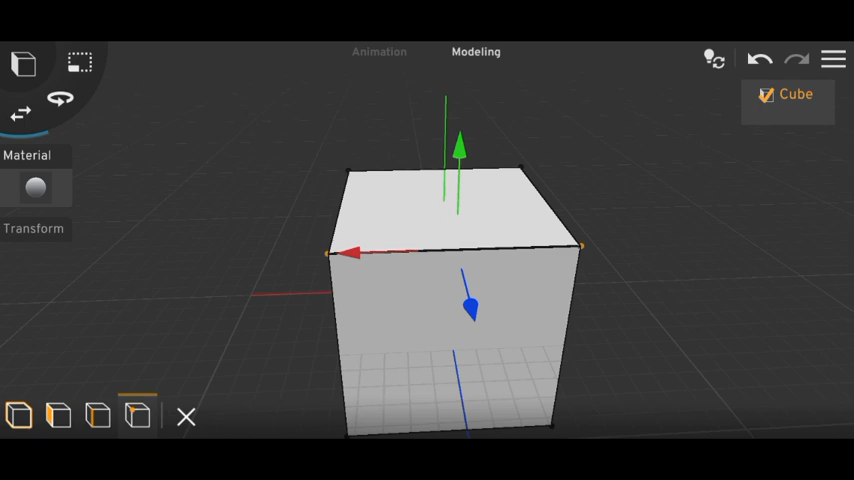 Animation
Modeling
Cube
Material
Transform